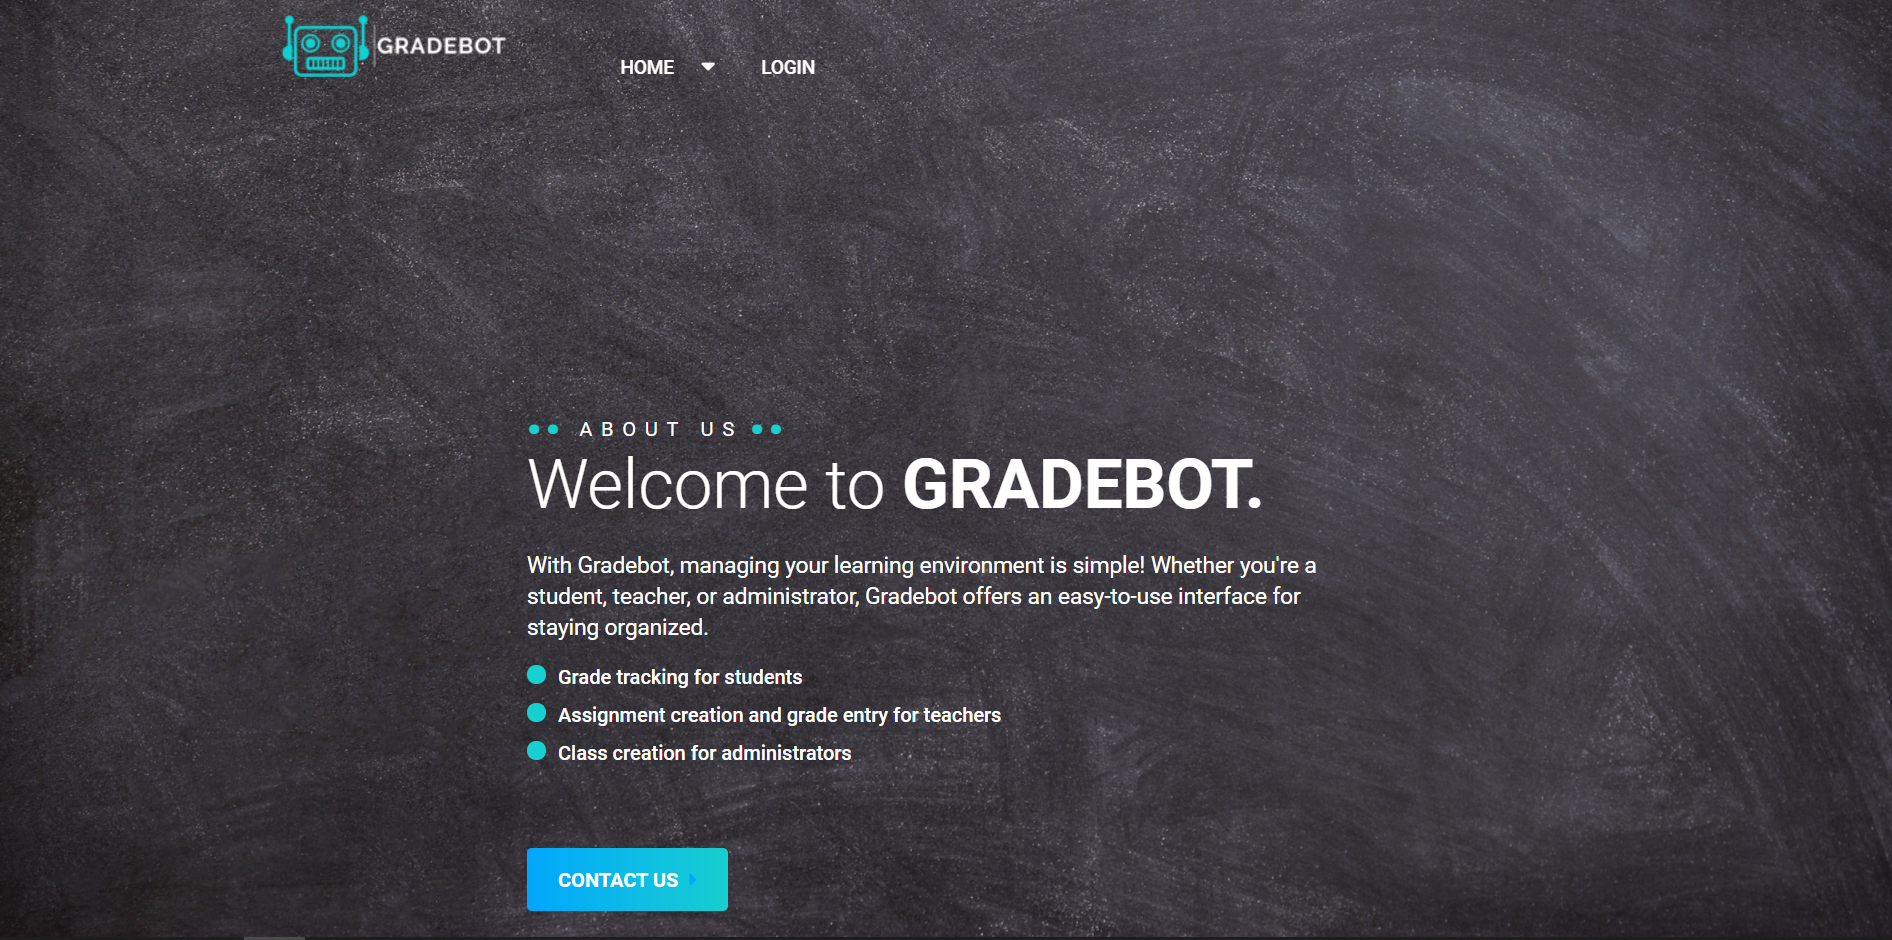 GRADEBOT
HOME
LOGIN
ABOUT US
Welcome to GRADEBOT.
With Gradebot, managing your learning environment is simple! Whether you're a
student, teacher, or administrator, Gradebot offers an easy-to-use interface for
staying organized.
Grade tracking for students
Assignment creation and grade entry for teachers
Class creation for administrators
CONTACT US